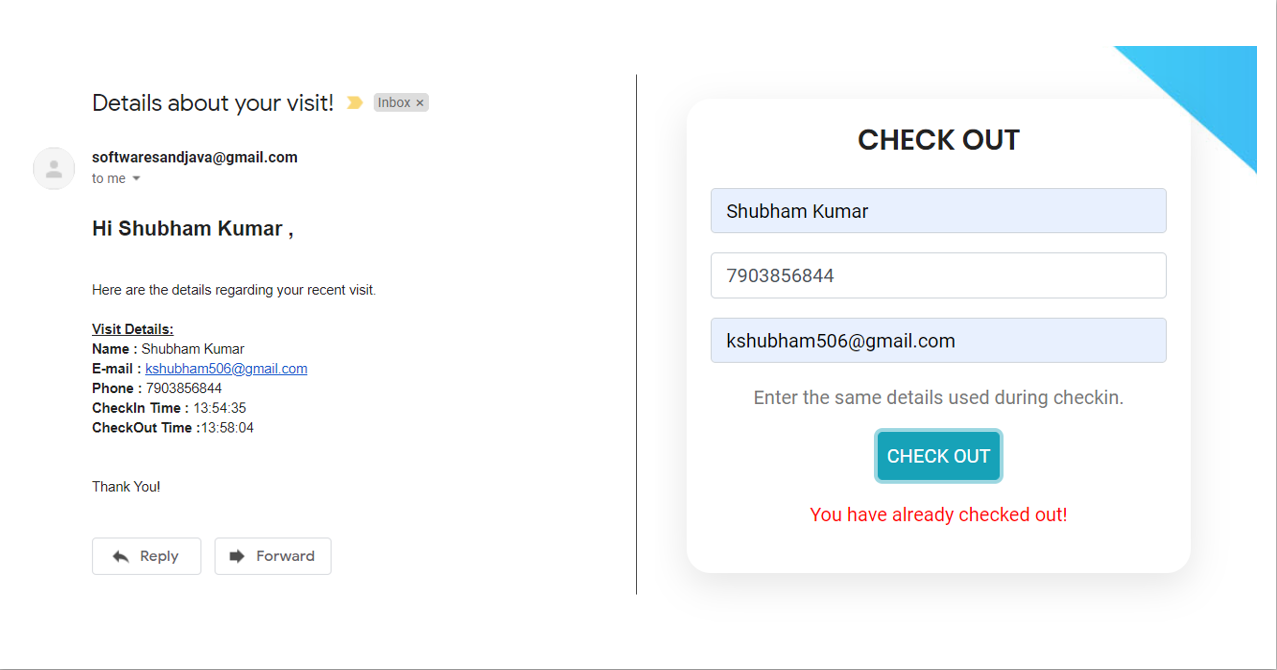 Details about your visit! Inbox ×
softwaresandjava@gmail.com
to me
Hi Shubham Kumar ,
Here are the details regarding your recent visit.
Visit Details:
Name : Shubham Kumar
E-mail : kshubham506@gmail.com
Phone : 7903856844
CheckIn Time : 13:54:35
CheckOut Time :13:58:04
Thank You!
Reply Forward
CHECK OUT
Shubham Kumar
7903856844
kshubham506@gmail.com
Enter the same details used during checkin.
CHECK OUT
You have already checked out!